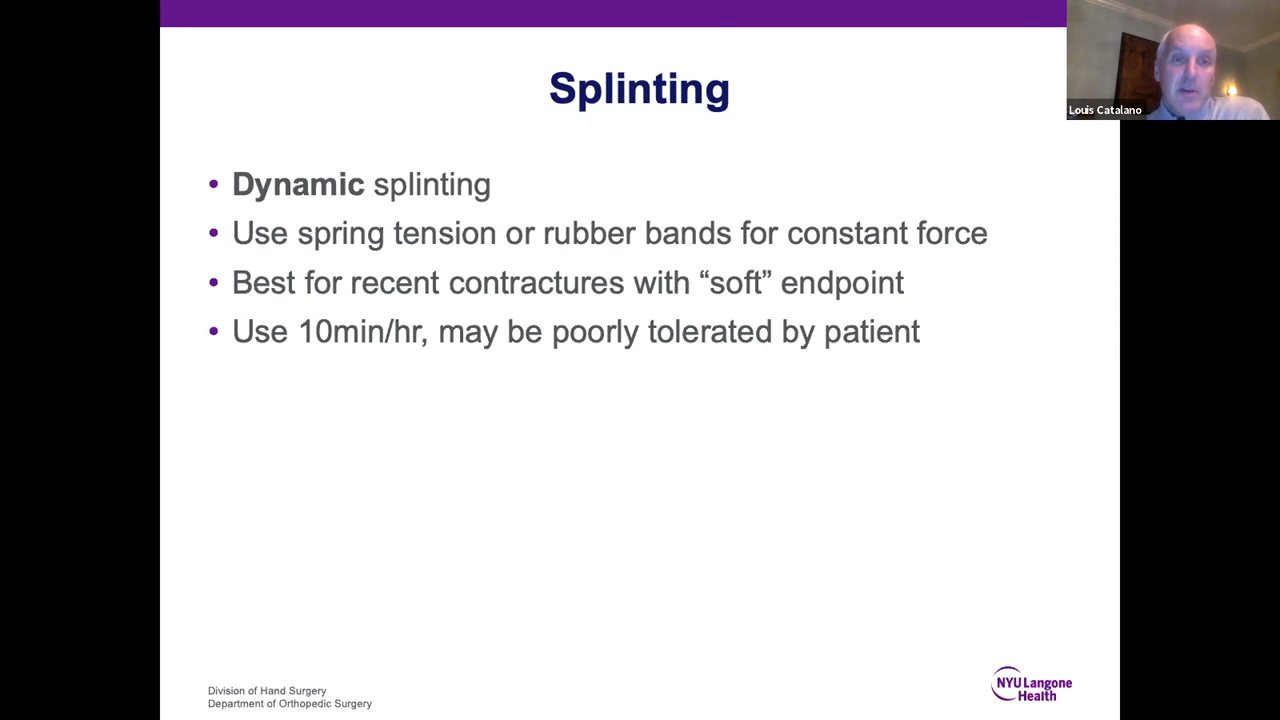 Splinting
Louis Catalano
• Dynamic splinting
• Use spring tension or rubber bands for constant force
• Best for recent contractures with “soft” endpoint
• Use 10min/hr, may be poorly tolerated by patient
Division of Hand Surgery
Department of Orthopedic Surgery
NYU Langone
Health